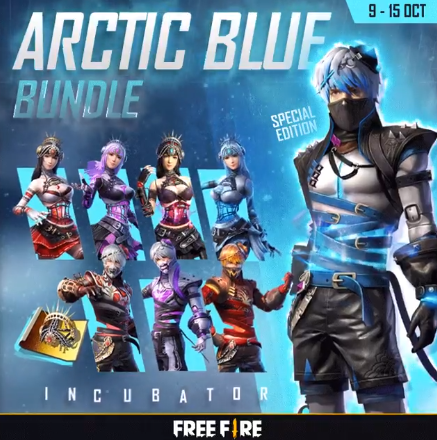 ARCTIC BLUE
BUNDLE
9 - 15 OCT
SPECIAL
EDITION
INCUBATOR
FREE FIRE